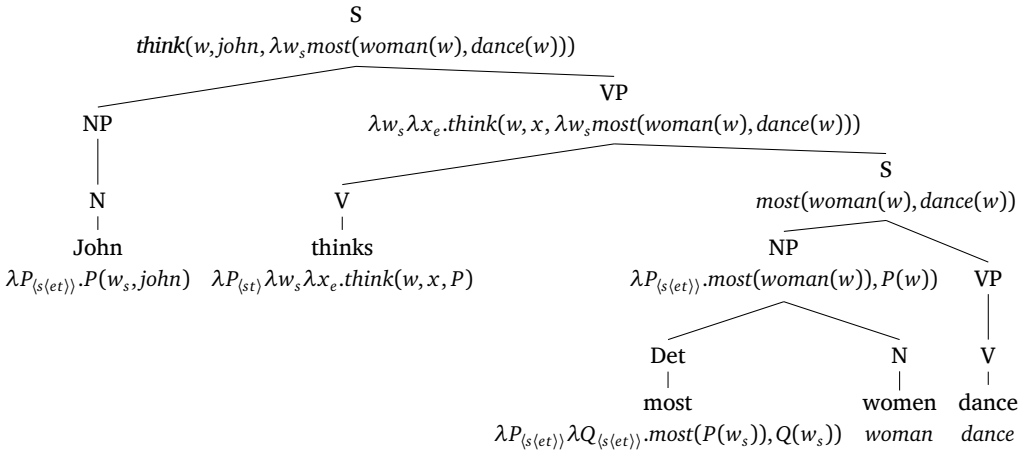 S
think(w, john, λw_s most(woman(w), dance(w)))
VP
NP
λw_s λx_e.think(w, x, λw_s most(woman(w), dance(w)))
S
N
V
most(woman(w), dance(w))
John
thinks
NP
λP_⟨s⟨et⟩⟩.P(w_s, john)
λP_⟨st⟩ λw_s λx_e.think(w, x, P)
λP_⟨s⟨et⟩⟩.most(woman(w)), P(w))
VP
Det
N
V
most
women
dance
λP_⟨s⟨et⟩⟩ λQ_⟨s⟨et⟩⟩.most(P(w_s)), Q(w_s))
woman
dance